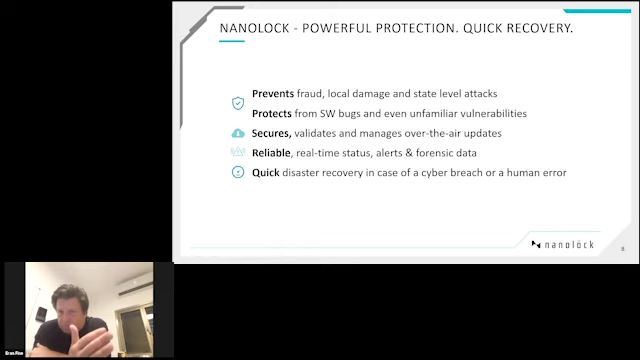 NANOLOCK - POWERFUL PROTECTION. QUICK RECOVERY.
Prevents fraud, local damage and state level attacks
Protects from SW bugs and even unfamiliar vulnerabilities
Secures, validates and manages over-the-air updates
Reliable, real-time status, alerts & forensic data
Quick disaster recovery in case of a cyber breach or a human error
nanolock
8